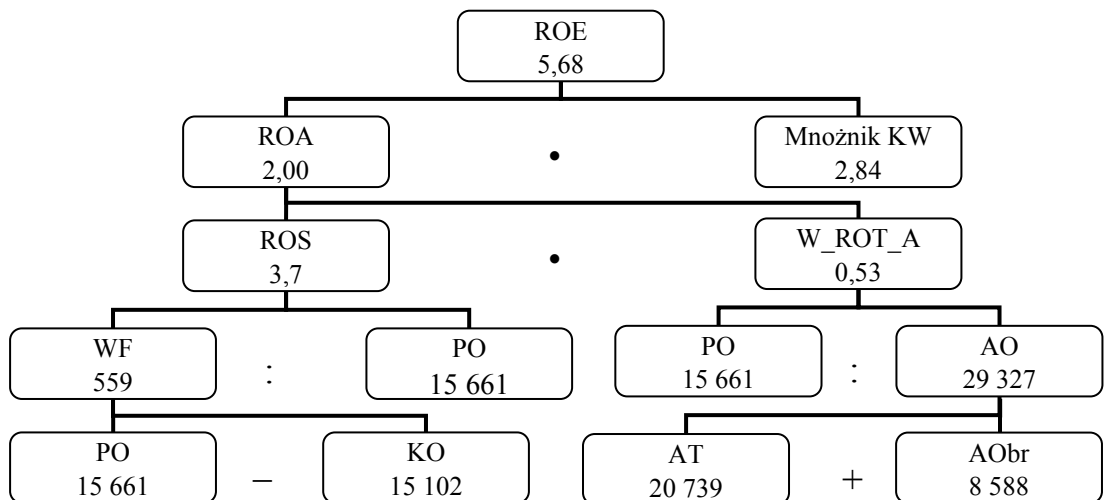 ROE
5,68
ROA
2,00
•
Mnożnik KW
2,84
ROS
3,7
•
W_ROT_A
0,53
WF
559
:
PO
15 661
PO
15 661
:
AO
29 327
PO
15 661
–
KO
15 102
AT
20 739
+
AObr
8 588